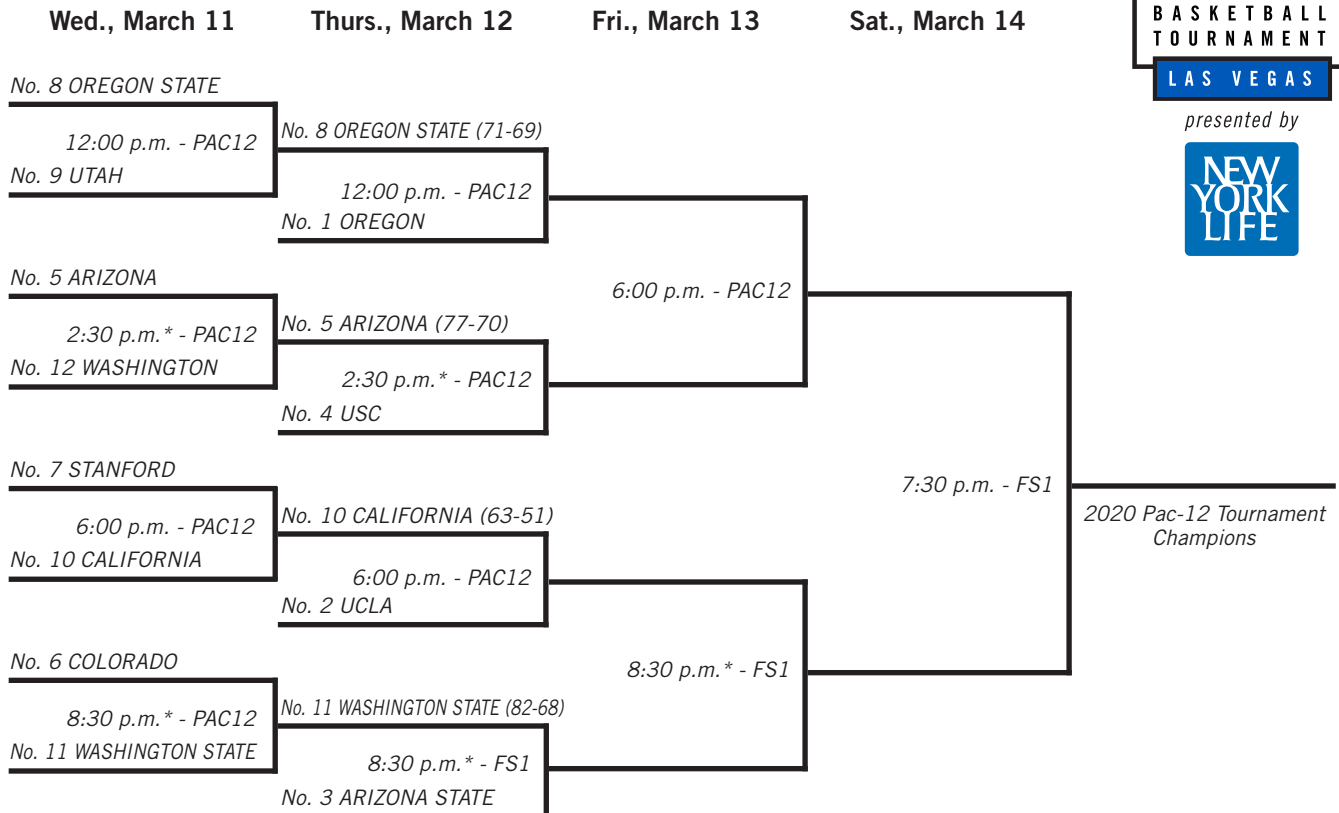 Wed., March 11
Thurs., March 12
Fri., March 13
Sat., March 14
BASKETBALL
TOURNAMENT
LAS VEGAS
presented by
NEW
YORK
LIFE
No. 8 OREGON STATE
12:00 p.m. - PAC12
No. 9 UTAH
No. 5 ARIZONA
2:30 p.m.* - PAC12
No. 12 WASHINGTON
No. 7 STANFORD
6:00 p.m. - PAC12
No. 10 CALIFORNIA
No. 6 COLORADO
8:30 p.m.* - PAC12
No. 11 WASHINGTON STATE
No. 8 OREGON STATE (71-69)
12:00 p.m. - PAC12
No. 1 OREGON
No. 5 ARIZONA (77-70)
2:30 p.m.* - PAC12
No. 4 USC
No. 10 CALIFORNIA (63-51)
6:00 p.m. - PAC12
No. 2 UCLA
No. 11 WASHINGTON STATE (82-68)
8:30 p.m.* - FS1
No. 3 ARIZONA STATE
6:00 p.m. - PAC12
8:30 p.m.* - FS1
7:30 p.m. - FS1
2020 Pac-12 Tournament
Champions